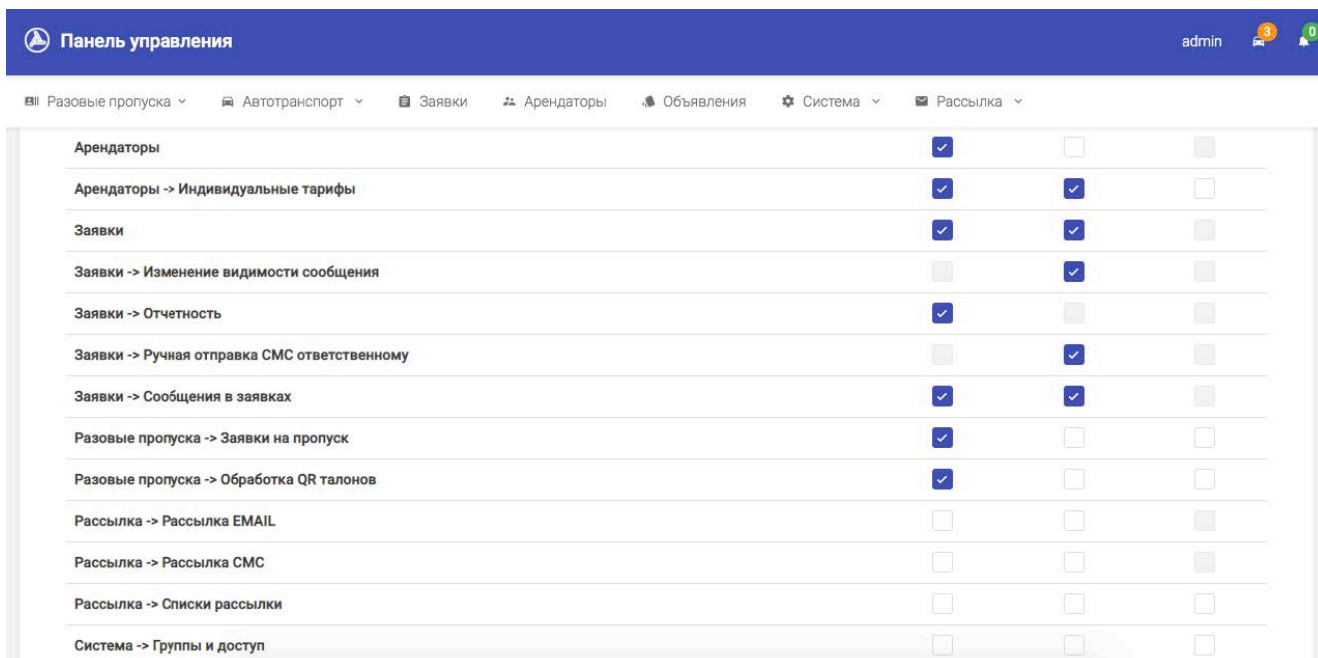 Панель управления
admin
3
0
Разовые пропуска
Автотранспорт
Заявки
Арендаторы
Объявления
Система
Рассылка
Арендаторы
Арендаторы -> Индивидуальные тарифы
Заявки
Заявки -> Изменение видимости сообщения
Заявки -> Отчетность
Заявки -> Ручная отправка СМС ответственному
Заявки -> Сообщения в заявках
Разовые пропуска -> Заявки на пропуск
Разовые пропуска -> Обработка QR талонов
Рассылка -> Рассылка EMAIL
Рассылка -> Рассылка СМС
Рассылка -> Списки рассылки
Система -> Группы и доступ